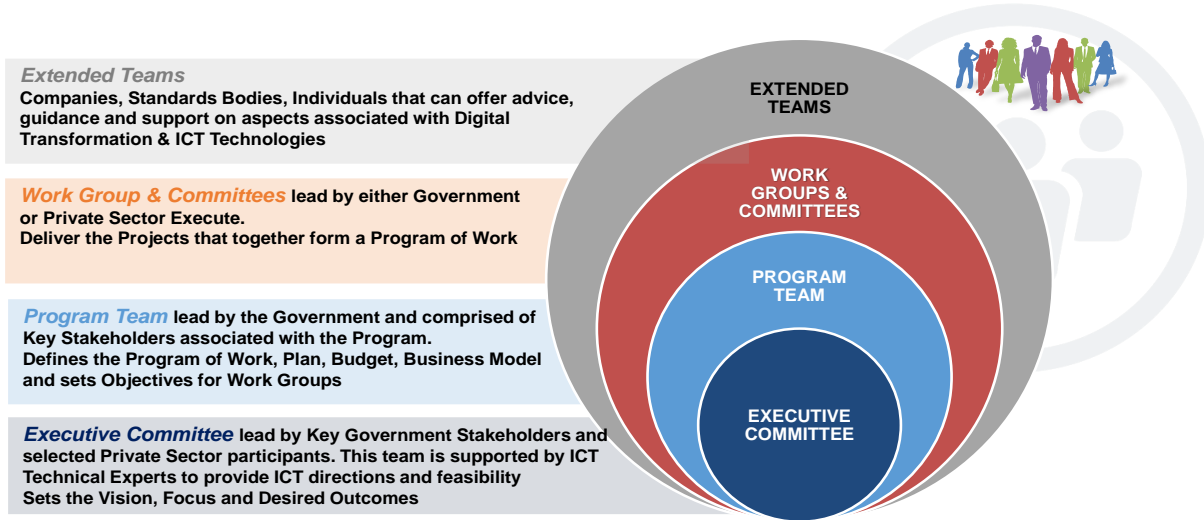 Extended Teams
Companies, Standards Bodies, Individuals that can offer advice,
guidance and support on aspects associated with Digital
Transformation & ICT Technologies
Work Group & Committees lead by either Government
or Private Sector Execute.
Deliver the Projects that together form a Program of Work
Program Team lead by the Government and comprised of
Key Stakeholders associated with the Program.
Defines the Program of Work, Plan, Budget, Business Model
and sets Objectives for Work Groups
Executive Committee lead by Key Government Stakeholders and
selected Private Sector participants. This team is supported by ICT
Technical Experts to provide ICT directions and feasibility
Sets the Vision, Focus and Desired Outcomes
EXTENDED
TEAMS
WORK
GROUPS &
COMMITTEES
PROGRAM
TEAM
EXECUTIVE
COMMITTEE